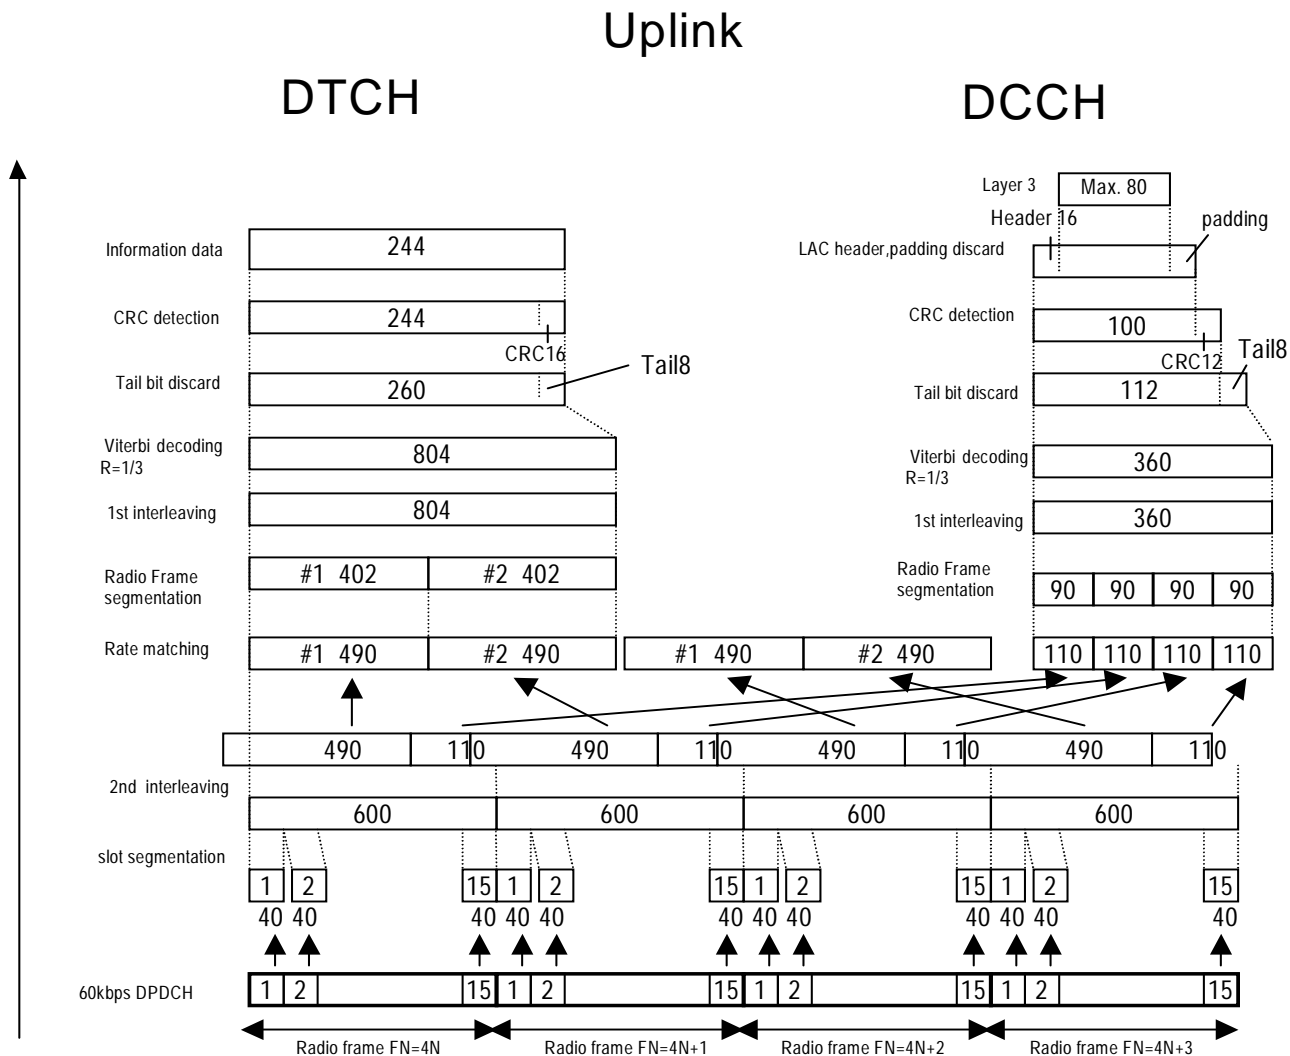 Uplink
DTCH
DCCH
Layer 3
Max. 80
Header 16
padding
Information data
244
LAC header,padding discard
CRC detection
244
CRC16
CRC detection
100
CRC12
Tail8
Tail8
Tail bit discard
260
Tail bit discard
112
Viterbi decoding
R=1/3
804
Viterbi decoding
R=1/3
360
1st interleaving
804
1st interleaving
360
Radio Frame
segmentation
#1 402
#2 402
Radio Frame
segmentation
90 90 90 90
Rate matching
#1 490
#2 490
#1 490
#2 490
110 110 110 110
490 110 490 110 490 110 490 110
2nd interleaving
600 600 600 600
slot segmentation
1 2 15 1 2 15 1 2 15 1 2 15
40 40 40 40 40 40 40 40 40 40 40 40
60kbps DPDCH
1 2 15 1 2 15 1 2 15 1 2 15
Radio frame FN=4N
Radio frame FN=4N+1
Radio frame FN=4N+2
Radio frame FN=4N+3